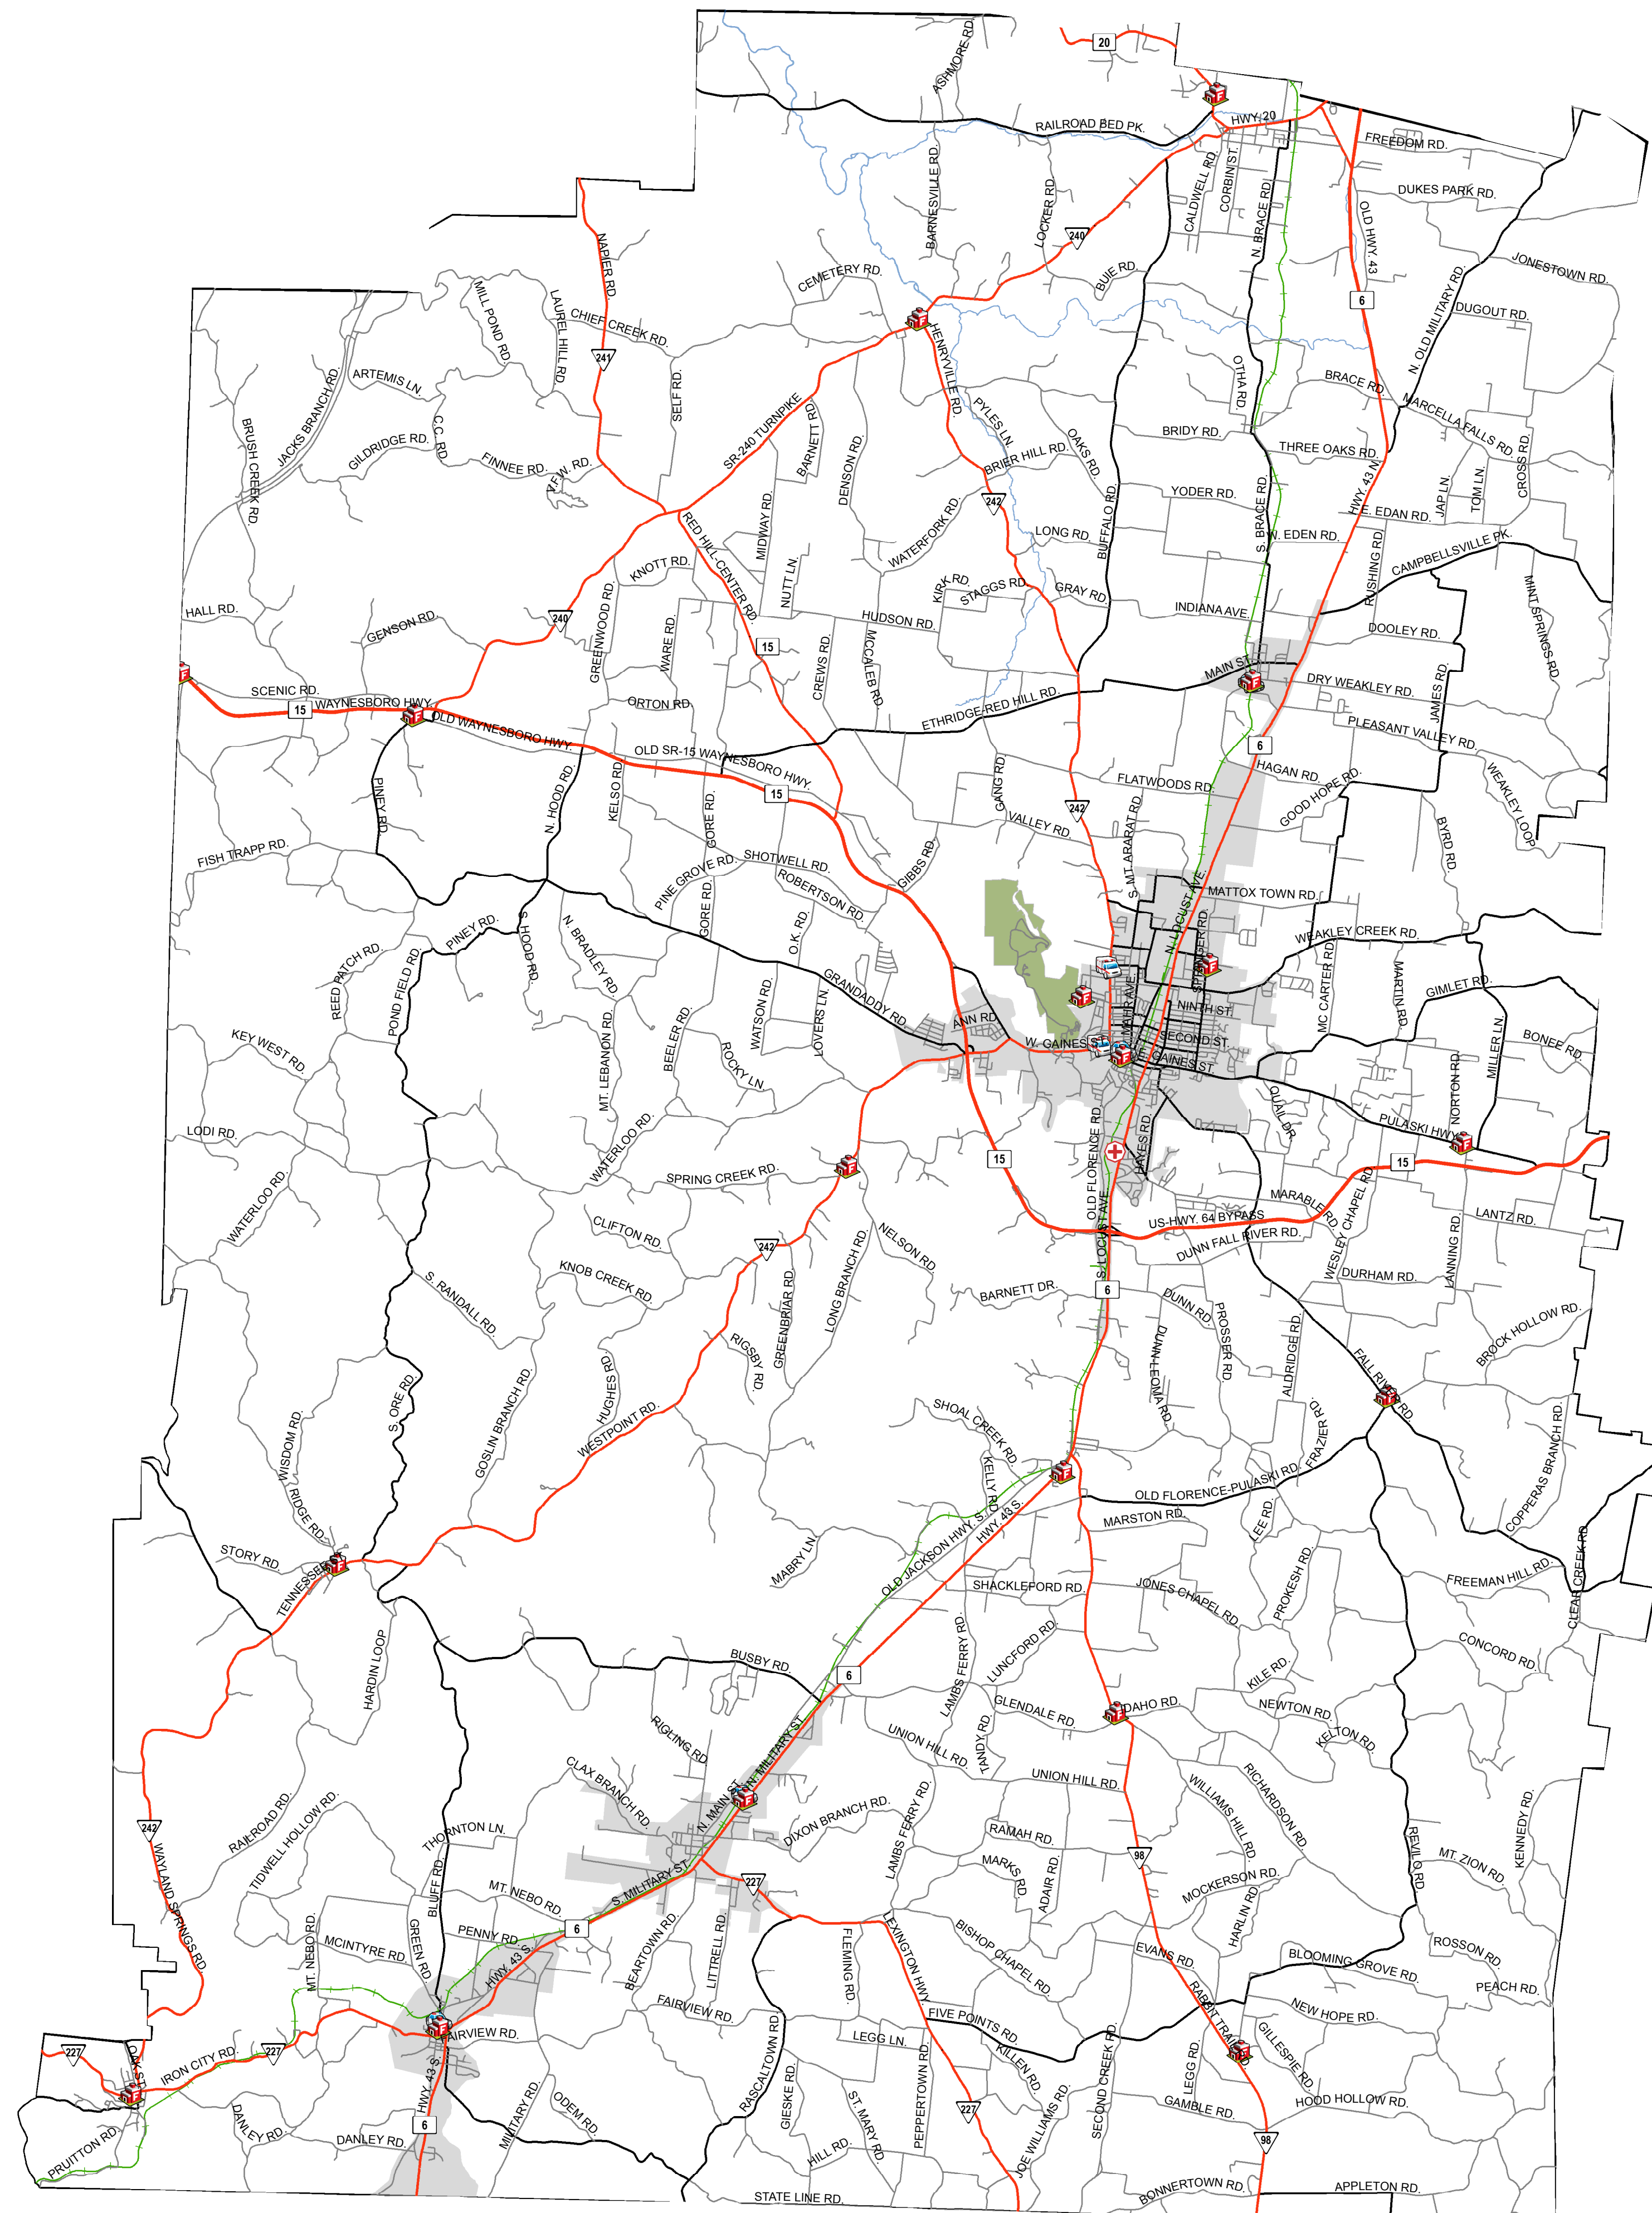 20
ASHMORE RD.
RAILROAD BED PK.
HWY. 20
FREEDOM RD.
DUKES PARK RD.
CALDWELL RD.
CORBIN ST.
N. BRACE RD.
OLD HWY. 43
BARNESVILLE RD.
LOCKER RD.
240
JONESTOWN RD.
NAPIER RD.
CEMETERY RD.
BUIE RD.
6
N. OLD MILITARY RD.
DUGOUT RD.
MILL POND RD.
LAUREL HILL RD.
CHIEF CREEK RD.
241
HENRYVILLE RD.
JACKS BRANCH RD.
ARTEMIS LN.
SELF RD.
OTHA RD.
BRACE RD.
MARCELLA FALLS RD.
BRUSH CREEK RD.
C.C. RD.
GILDRIDGE RD.
FINNEE RD.
V.F.W. RD.
SR-240 TURNPIKE
BARNETT RD.
DENSON RD.
PYLES LN.
OAKS RD.
BRIER HILL RD.
BRIDY RD.
THREE OAKS RD.
CROSS RD.
JAP LN.
TOM LN.
242
YODER RD.
S. BRACE RD.
HWY. 43 N.
E. EDAN RD.
RED HILL-CENTER RD.
MIDWAY RD.
WATERFORK RD.
LONG RD.
BUFFALO RD.
W. EDEN RD.
RUSHING RD.
CAMPBELLSVILLE PK.
KNOTT RD.
NUTT LN.
KIRK RD.
STAGGS RD.
GRAY RD.
INDIANA AVE.
MINT SPRINGS RD.
HALL RD.
GENSON RD.
240
GREENWOOD RD.
WARE RD.
15
HUDSON RD.
CREWS RD.
MCCALEB RD.
DOOLEY RD.
MAIN ST.
DRY WEAKLEY RD.
JAMES RD.
SCENIC RD.
15
WAYNESBORO HWY.
ORTON RD.
ETHRIDGE-RED HILL RD.
OLD WAYNESBORO HWY.
OLD SR-15 WAYNESBORO HWY.
PLEASANT VALLEY RD.
6
PINEY RD.
N. HOOD RD.
KELSO RD.
GORE RD.
15
GANG RD.
242
FLATWOODS RD.
HAGAN RD.
GOOD HOPE RD.
WEAKLEY LOOP
VALLEY RD.
S. MT. ARARAT RD.
BYRD RD.
FISH TRAPP RD.
PINE GROVE RD.
SHOTWELL RD.
GIBBS RD.
ROBERTSON RD.
GORE RD.
MATTOX TOWN RD.
N. LOCUST AVE.
O.K. RD.
PINEY RD.
S. HOOD RD.
N. BRADLEY RD.
REED PATCH RD.
POND FIELD RD.
WEAKLEY CREEK RD.
SPRINGER RD.
GRANDADDY RD.
MC CARTER RD.
MARTIN RD.
GIMLET RD.
MAHR AVE.
NINTH ST.
WATSON RD.
LOVERS LN.
ANN RD.
W. GAINES ST.
SECOND ST.
E. GAINES ST.
KEY WEST RD.
MT. LEBANON RD.
BEELER RD.
ROCKY LN.
MILLER LN.
BONEE RD.
NORTON RD.
LODI RD.
WATERLOO RD.
OLD FLORENCE RD.
HAYES RD.
QUAIL DR.
PULASKI HWY.
15
15
WATERLOO RD.
SPRING CREEK RD.
MARABLE RD.
WESLEY CHAPEL RD.
LANTZ RD.
CLIFTON RD.
NELSON RD.
US-HWY. 64 BYPASS
DUNN FALL RIVER RD.
LANNING RD.
242
S. LOCUST AVE.
KNOB CREEK RD.
S. RANDALL RD.
GREENBRIAR RD.
LONG BRANCH RD.
BARNETT DR.
6
DURHAM RD.
DUNN RD.
PROSSER RD
DUNN-LEOMA RD.
BROCK HOLLOW RD.
RIGSBY RD.
ALDRIDGE RD.
FALL RIVER RD.
HUGHES RD.
S. ORE RD.
GOSLIN BRANCH RD.
WESTPOINT RD.
WISDOM RD.
SHOAL CREEK RD.
FRAZIER RD.
COPPERAS BRANCH RD.
KELLY RD.
RIDGE RD.
OLD FLORENCE-PULASKI RD.
HWY. 43 S.
MARSTON RD.
LEE RD.
STORY RD.
TENNESSEE
MABRY LN.
OLD JACKSON HWY. S.
SHACKLEFORD RD.
JONES CHAPEL RD.
PROKESH RD.
FREEMAN HILL RD.
CLEAR CREEK RD
HARDIN LOOP
BUSBY RD.
6
LAMBS FERRY RD.
LUNCFORD RD.
CONCORD RD.
KILE RD.
GLENDALE RD.
IDAHO RD.
NEWTON RD.
KELTON RD.
RIGLING RD.
N. MILITARY ST.
UNION HILL RD.
TANDY RD.
UNION HILL RD.
CLAX BRANCH RD.
N. MAIN ST.
WILLIAMS HILL RD.
RICHARDSON RD.
RAILROAD RD.
TIDWELL HOLLOW RD.
THORNTON LN.
DIXON BRANCH RD.
LAMBS FERRY RD.
RAMAH RD.
242
98
REVILO RD.
KENNEDY RD.
WAYLAND SPRINGS RD
BLUFF RD.
MT. NEBO RD.
S. MILITARY ST.
227
MARKS RD.
ADAIR RD.
MOCKERSON RD.
MT. ZION RD.
HARLIN RD.
MT. NEBO RD.
MCINTYRE RD.
GREEN RD.
PENNY RD.
6
HWY. 43 S.
BEARTOWN RD.
LITTRELL RD.
FLEMING RD.
LEXINGTON HWY.
BISHOP CHAPEL RD.
EVANS RD.
BLOOMING GROVE RD.
ROSSON RD.
PEACH RD.
FAIRVIEW RD.
RABBIT TRAIL RD
NEW HOPE RD.
FAIRVIEW RD.
LEGG LN.
FIVE POINTS RD.
KILLEN RD.
GILLESPIE RD.
227
OAK ST.
IRON CITY RD.
227
HWY. 43 S.
RASCALTOWN RD.
GIESKE RD.
ST. MARY RD.
PEPPERTOWN RD.
SECOND CREEK RD.
LEGG RD.
GAMBLE RD.
HOOD HOLLOW RD.
DANLEY RD.
MILITARY RD.
ODEM RD.
227
JOE WILLIAMS RD.
PRUITTON RD.
DANLEY RD.
6
HILL RD.
98
STATE LINE RD.
BONNERTOWN RD.
APPLETON RD.